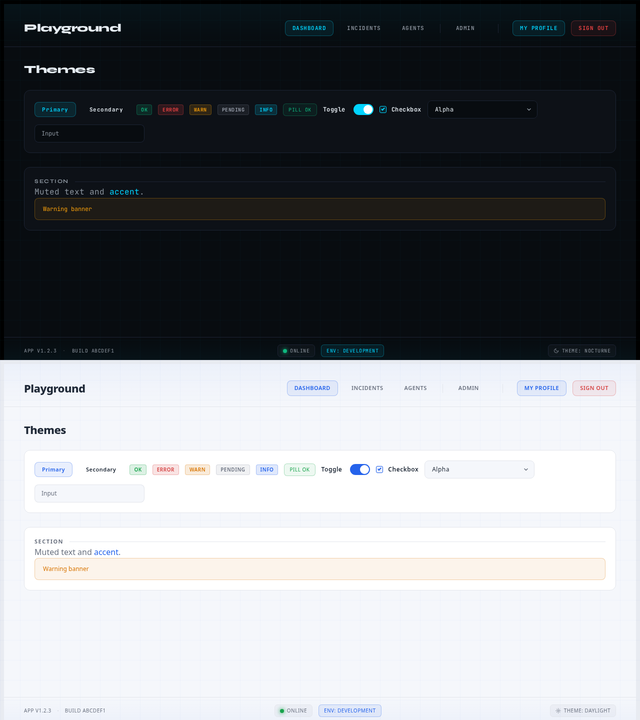 Playground DASHBOARD INCIDENTS AGENTS ADMIN MY PROFILE SIGN OUT
Themes
Primary Secondary OK ERROR WARN PENDING INFO PILL OK Toggle Checkbox Alpha
Input
SECTION
Muted text and accent.
Warning banner
APP V1.2.3 · BUILD ABCDEF1 ONLINE ENV: DEVELOPMENT THEME: NOCTURNE
Playground DASHBOARD INCIDENTS AGENTS ADMIN MY PROFILE SIGN OUT
Themes
Primary Secondary OK ERROR WARN PENDING INFO PILL OK Toggle Checkbox Alpha
Input
SECTION
Muted text and accent.
Warning banner
APP V1.2.3 · BUILD ABCDEF1 ONLINE ENV: DEVELOPMENT THEME: DAYLIGHT